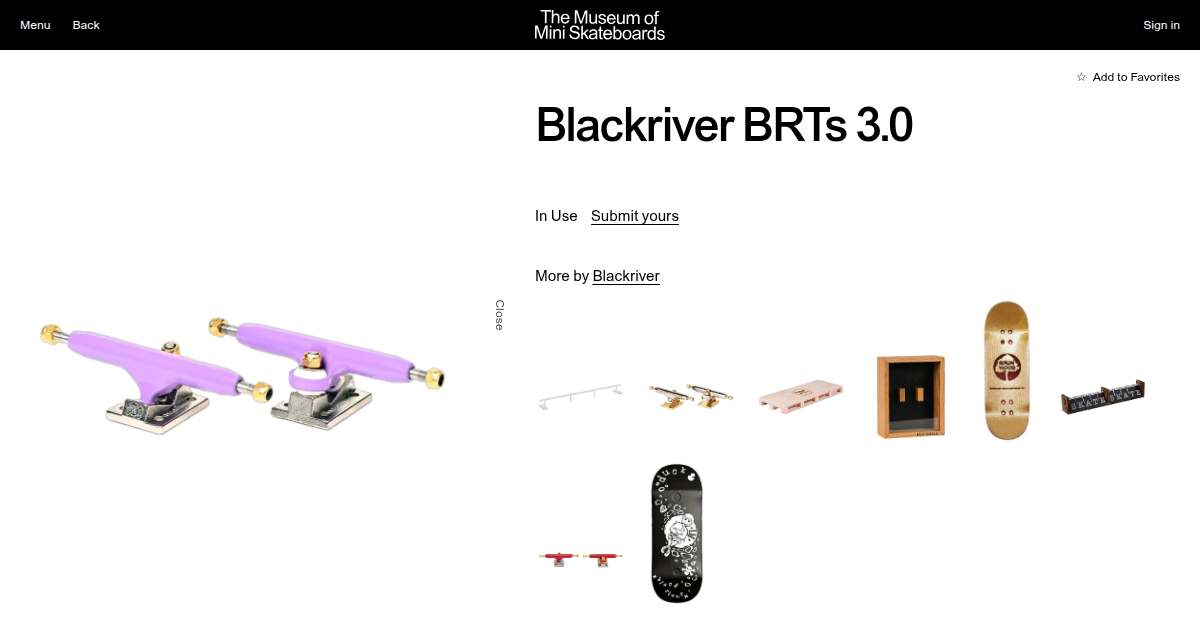 Menu
Back
The Museum of
Mini Skateboards
Sign in
☆ Add to Favorites
Blackriver BRTs 3.0
In Use Submit yours
More by Blackriver
Close
SKATE SKATE